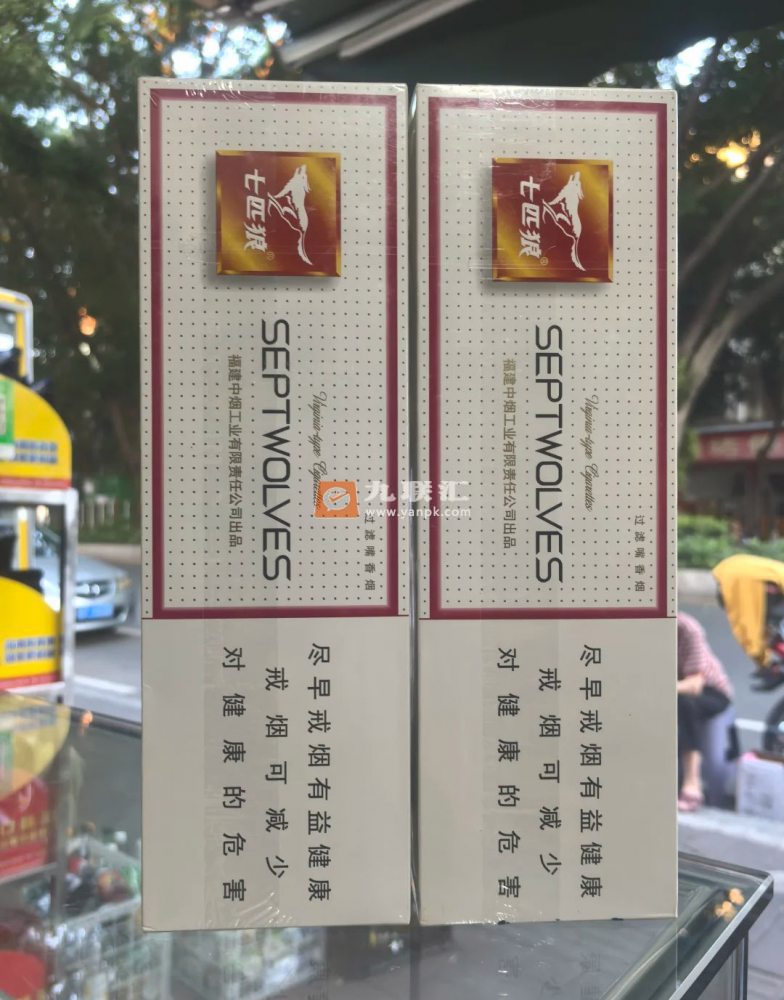 七匹狼®
SEPTWOLVES
Virginia-type Cigarettes
福建中烟工业有限责任公司出品
过滤嘴香烟
尽早戒烟有益健康
戒烟可减少
对健康的危害
七匹狼®
SEPTWOLVES
Virginia-type Cigarettes
福建中烟工业有限责任公司出品
过滤嘴香烟
尽早戒烟有益健康
戒烟可减少
对健康的危害
九联汇
www.yanpk.com